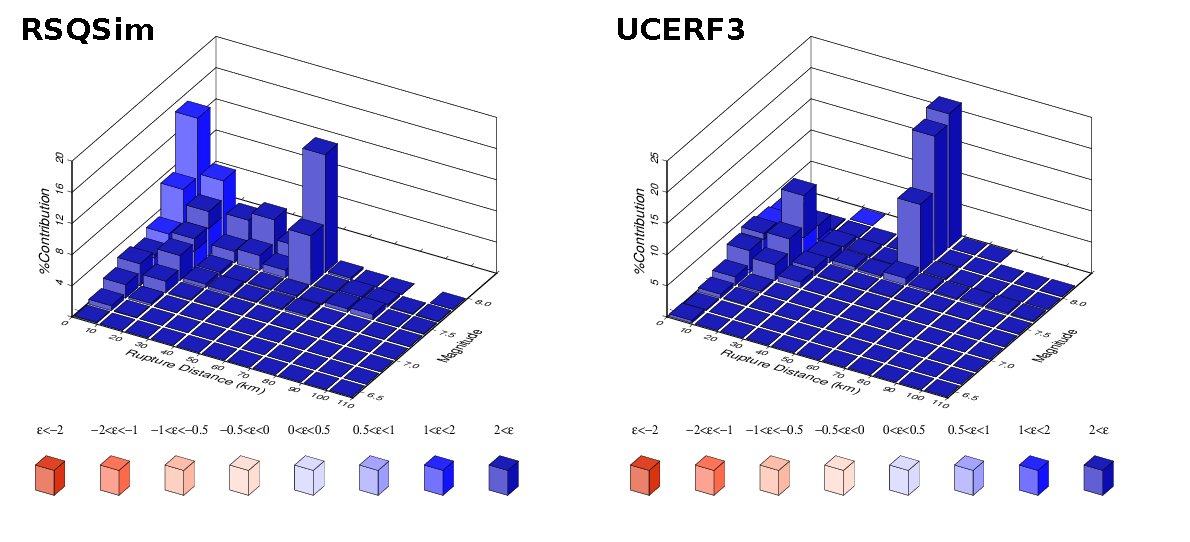 RSQSim
%Contribution
4
8
12
16
20
0
10
20
30
40
50
60
70
80
90
100
110
Rupture Distance (km)
6.5
7.0
7.5
8.0
Magnitude
ε<−2
−2<ε<−1
−1<ε<−0.5
−0.5<ε<0
0<ε<0.5
0.5<ε<1
1<ε<2
2<ε
UCERF3
%Contribution
5
10
15
20
25
0
10
20
30
40
50
60
70
80
90
100
110
Rupture Distance (km)
6.5
7.0
7.5
8.0
Magnitude
ε<−2
−2<ε<−1
−1<ε<−0.5
−0.5<ε<0
0<ε<0.5
0.5<ε<1
1<ε<2
2<ε